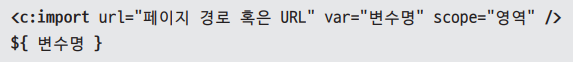 <c:import url="페이지 경로 혹은 URL" var="변수명" scope="영역" />
${ 변수명 }